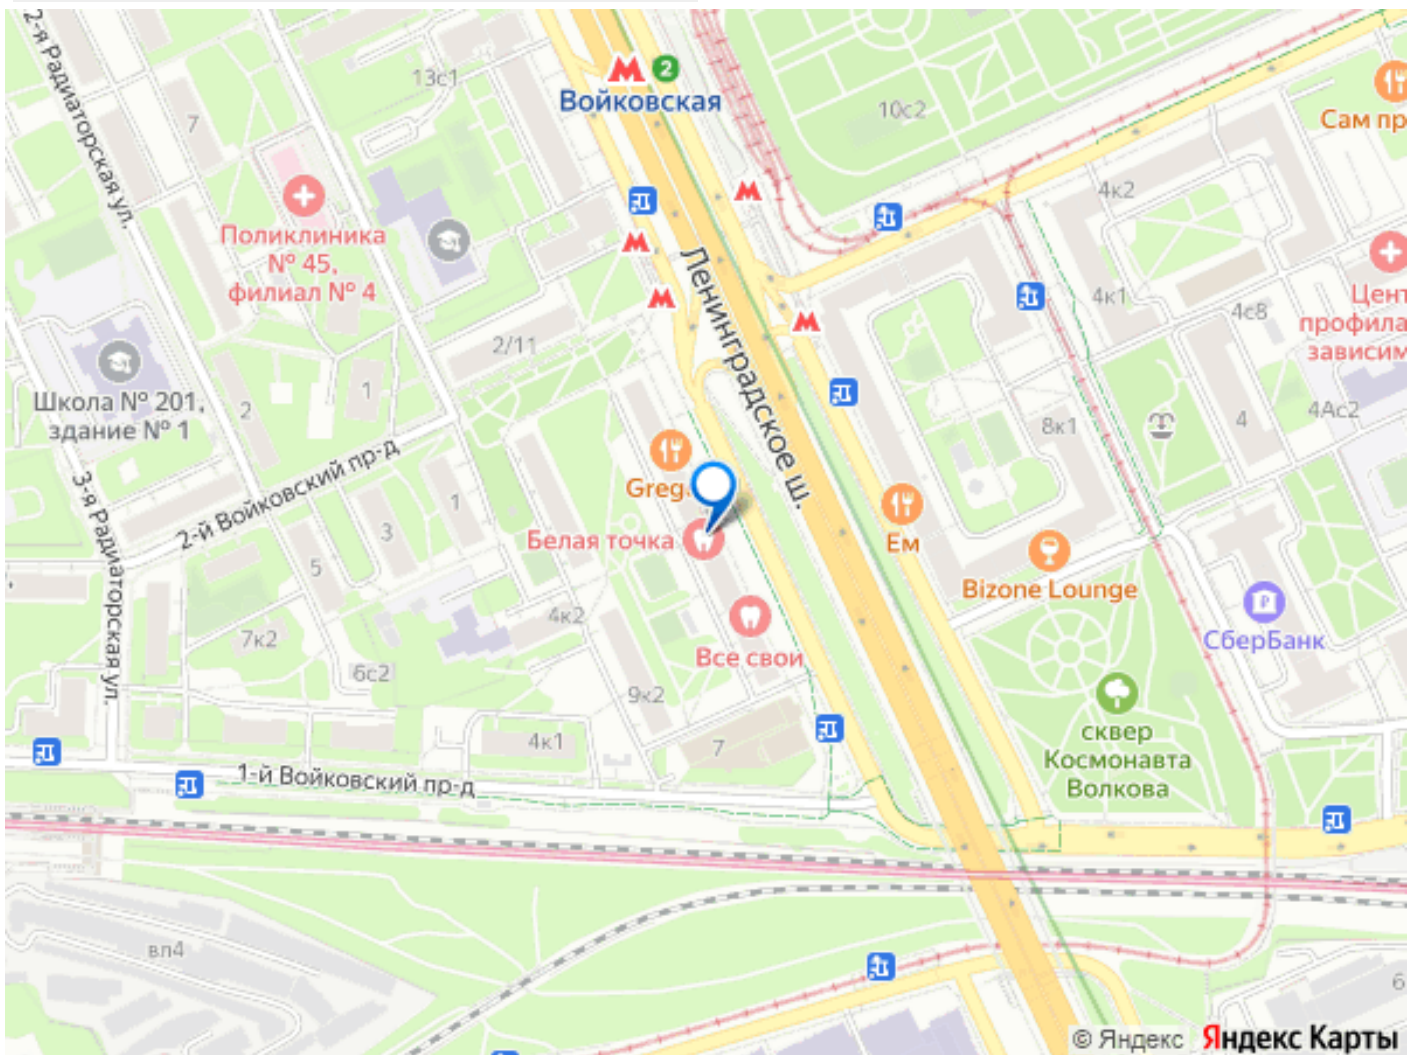 2-я Радиаторская ул.
13с1
2
Войковская
7
10с2
Сам пр
4к2
Поликлиника
№ 45,
филиал № 4
Ленинградское ш.
4к1
4с8
Цент
профила
зависим
2/11
1
2
Школа № 201,
здание № 1
8к1
4
4Ас2
2-й Войковский пр-д
3-я Радиаторская ул.
Grega
1
3
5
Белая точка
Ем
Bizone Lounge
7к2
4к2
6с2
Все свои
СберБанк
9к2
4к1
7
сквер
Космонавта
Волкова
1-й Войковский пр-д
вл4
6
© Яндекс Яндекс Карты